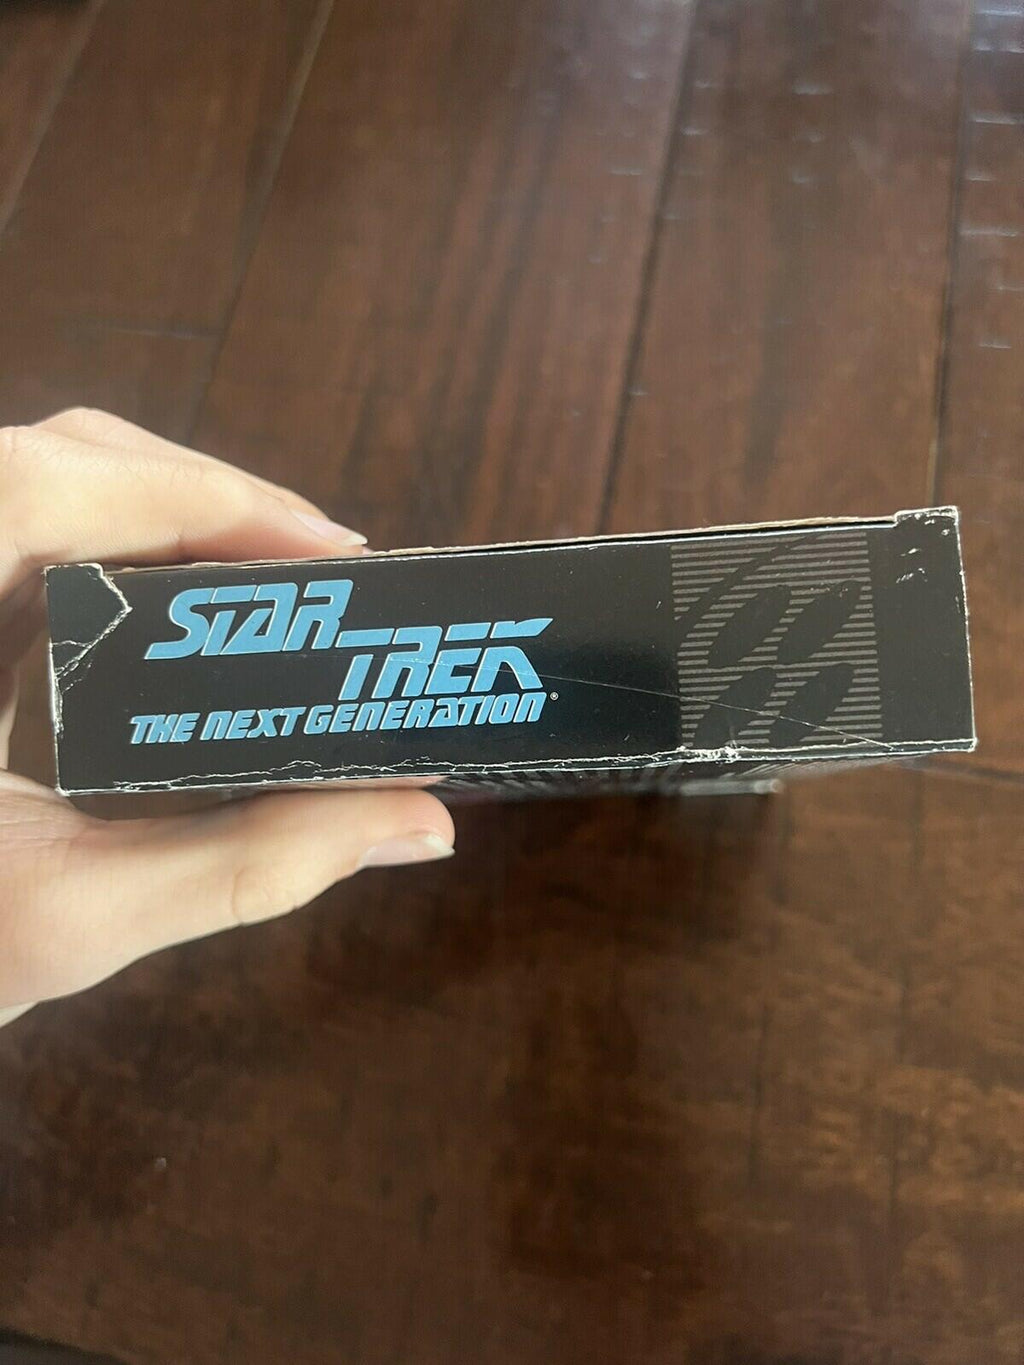 STAR
TREK
THE NEXT GENERATION®